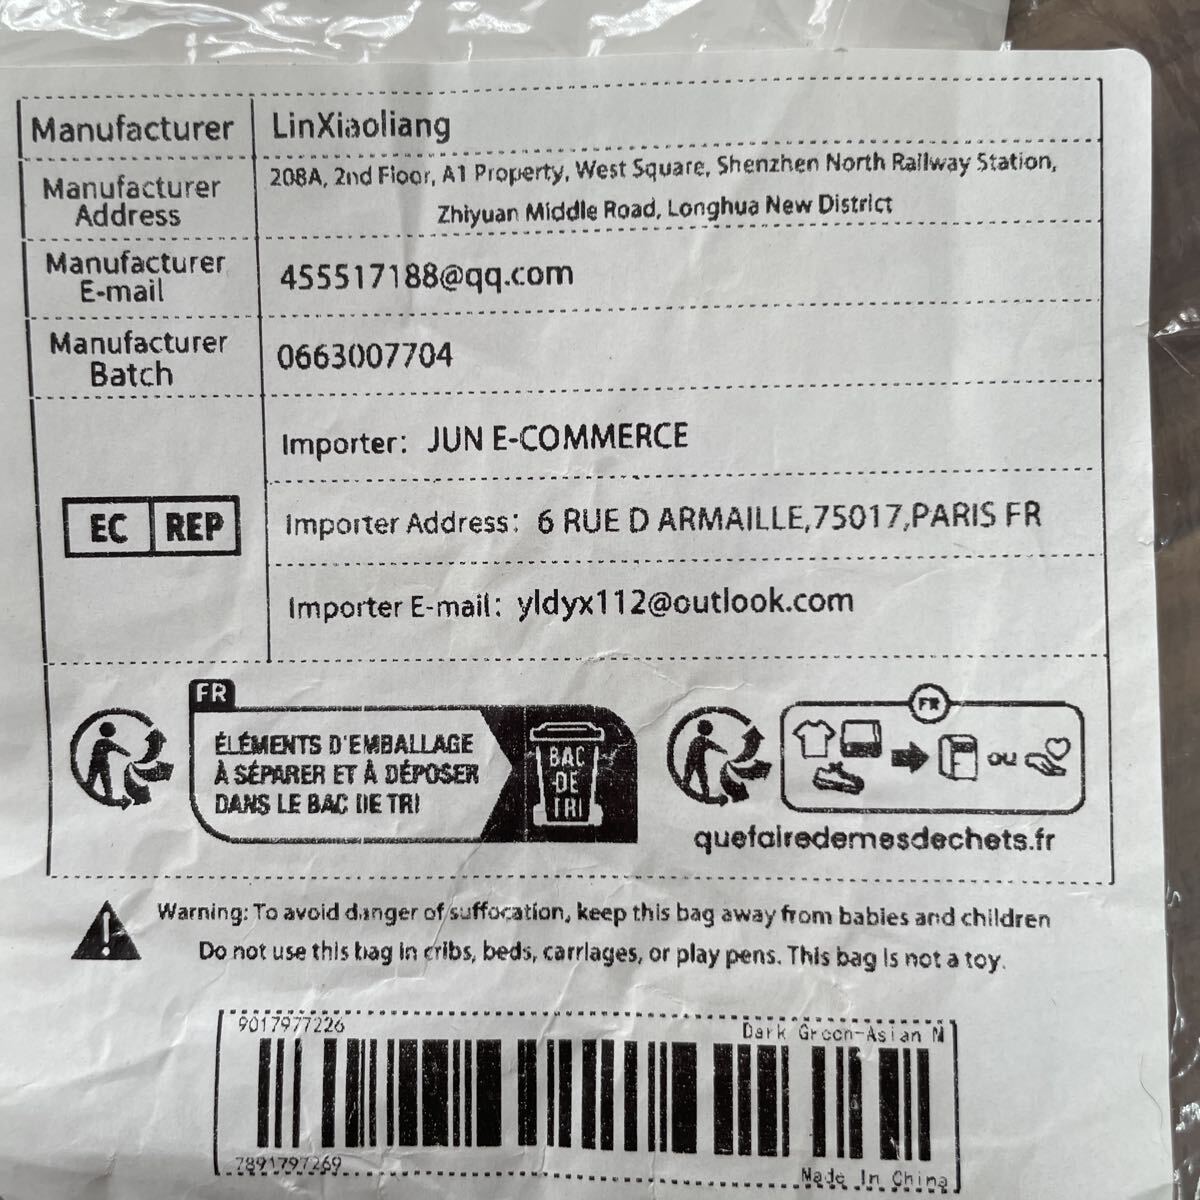 Manufacturer LinXiaoliang
Manufacturer Address
208A, 2nd Floor, A1 Property, West Square, Shenzhen North Railway Station,
Zhiyuan Middle Road, Longhua New District
Manufacturer E-mail
455517188@qq.com
Manufacturer Batch
0663007704
EC REP
Importer: JUN E-COMMERCE
Importer Address: 6 RUE D ARMAILLE,75017,PARIS FR
Importer E-mail: yldyx112@outlook.com
FR
ÉLÉMENTS D'EMBALLAGE
À SÉPARER ET À DÉPOSER
DANS LE BAC DE TRI
BAC
DE
TRI
FR
ou
quefairedemesdechets.fr
Warning: To avoid danger of suffocation, keep this bag away from babies and children
Do not use this bag in cribs, beds, carriages, or play pens. This bag is not a toy.
9017977226
Dark Green-Asian M
7891797269
Made In China